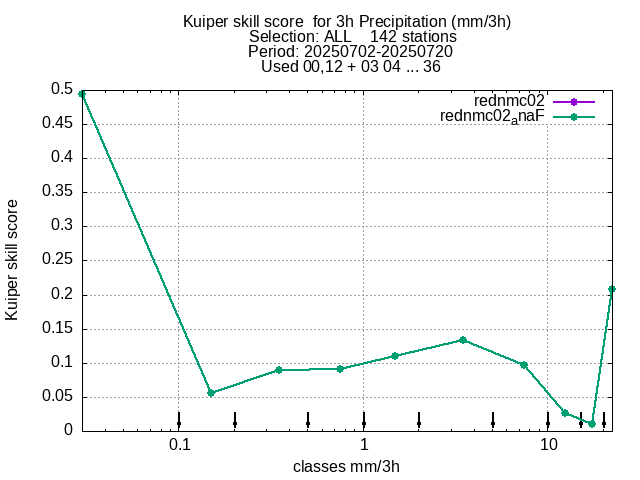 Kuiper skill score  for 3h Precipitation (mm/3h)
Selection: ALL    142 stations
Period: 20250702-20250720
Used 00,12 + 03 04 ... 36
rednmc02
rednmc02anaF
0.5
0.45
0.4
0.35
0.3
0.25
0.2
0.15
0.1
0.05
0
Kuiper skill score
0.1 1 10
classes mm/3h